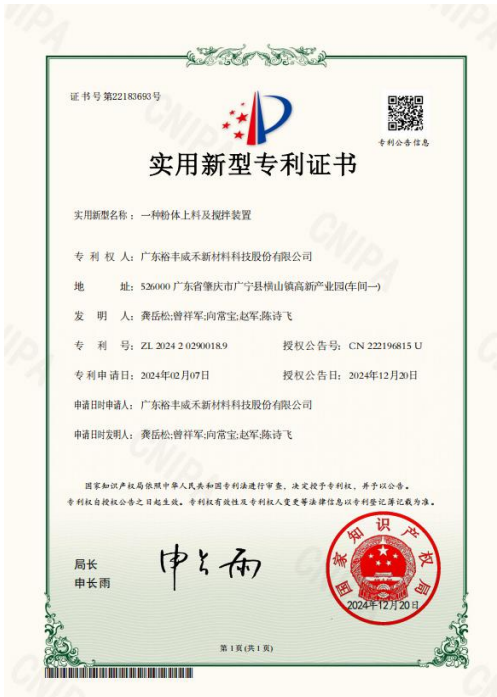 证书号第22183693号
专利公告信息
实用新型专利证书
实用新型名称：一种粉体上料及搅拌装置
专利权人：广东裕丰威禾新材料科技股份有限公司
地址：526000 广东省肇庆市广宁县横山镇高新产业园(车间一)
发明人：龚岳松;曾祥军;向常宝;赵军;陈诗飞
专利号：ZL 2024 2 0290018.9 授权公告号：CN 222196815 U
专利申请日：2024年02月07日 授权公告日：2024年12月20日
申请日时申请人：广东裕丰威禾新材料科技股份有限公司
申请日时发明人：龚岳松;曾祥军;向常宝;赵军;陈诗飞
国家知识产权局依照中华人民共和国专利法进行审查，决定授予专利权，并予以公告。
专利权自授权公告之日起生效。专利权有效性及专利权人变更等法律信息以专利登记簿记载为准。
局长
申长雨
申长雨
国家知识产权局
2024年12月20日
第1页(共1页)
CNIPA
CNIPA
CNIPA
CNIPA
CNIPA